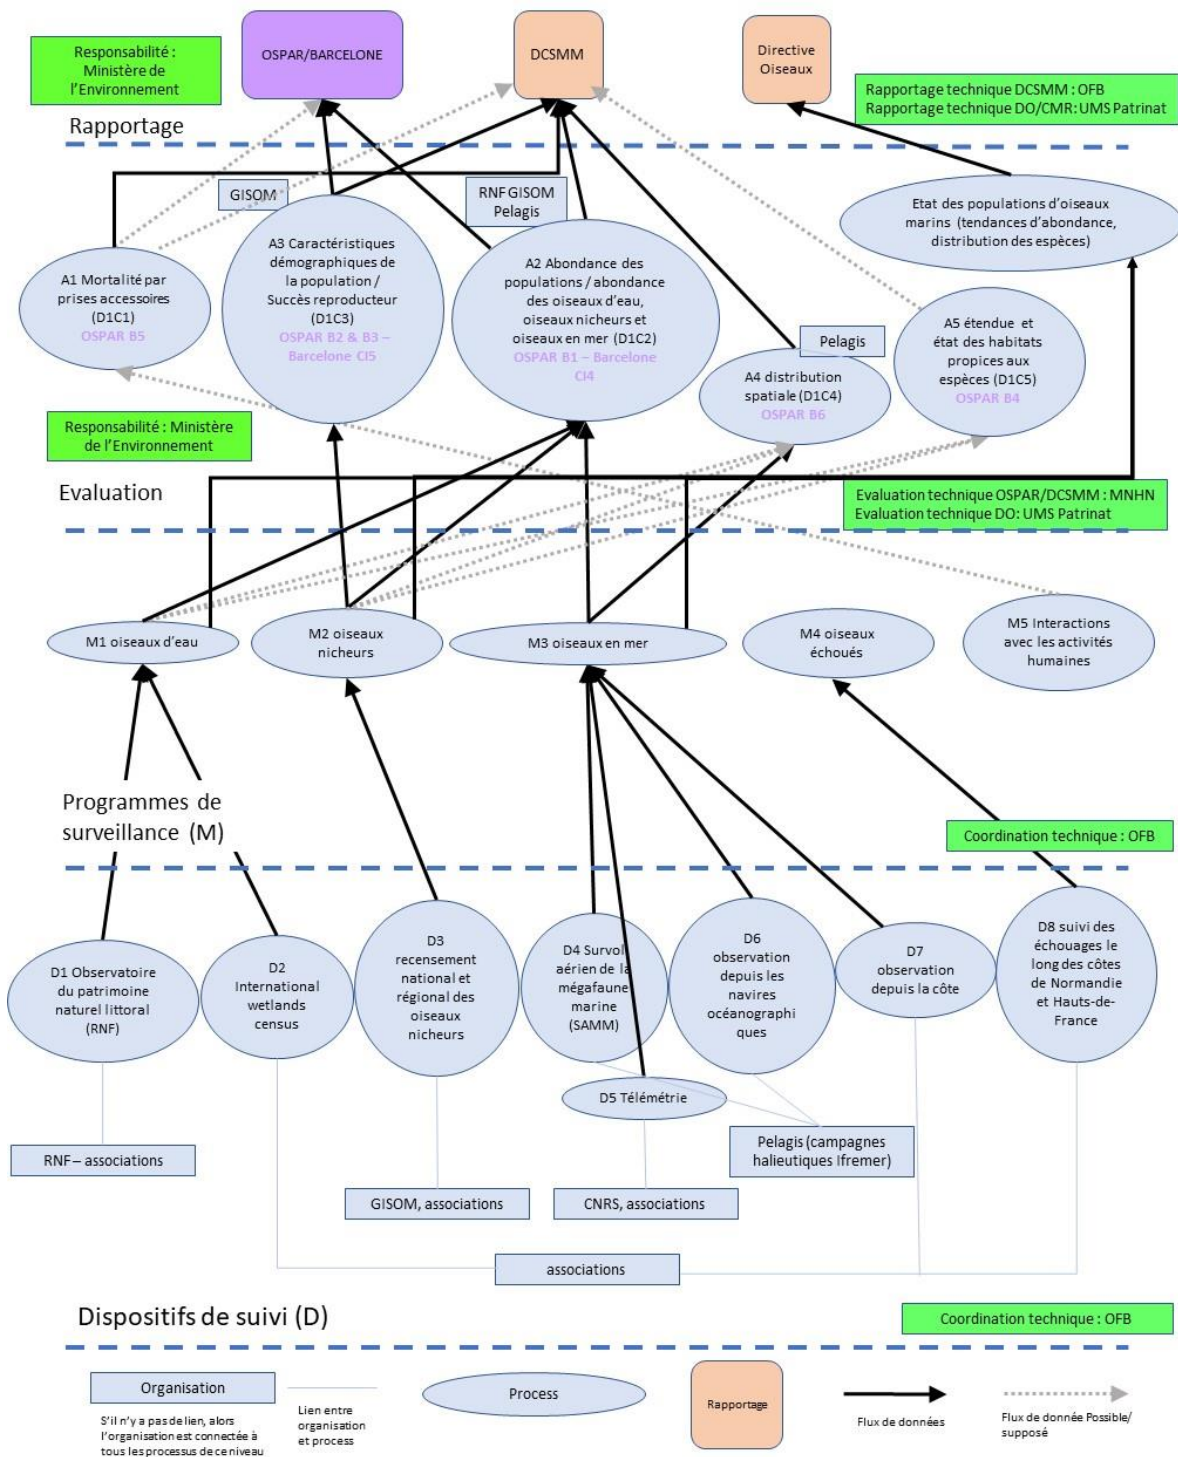 Responsabilité :
Ministère de
l'Environnement
OSPAR/BARCELONE
DCSMM
Directive
Oiseaux
Rapportage technique DCSMM : OFB
Rapportage technique DO/CMR: UMS Patrinat
Rapportage
GISOM
RNF GISOM
Pelagis
Etat des populations d'oiseaux
marins (tendances d'abondance,
distribution des espèces)
A1 Mortalité par
prises accessoires
(D1C1)
OSPAR B5
A3 Caractéristiques
démographiques de
la population /
Succès reproducteur
(D1C3)
OSPAR B2 & B3 –
Barcelone CI5
A2 Abondance des
populations / abondance
des oiseaux d'eau,
oiseaux nicheurs et
oiseaux en mer (D1C2)
OSPAR B1 – Barcelone
CI4
Pelagis
A4 distribution
spatiale (D1C4)
OSPAR B6
A5 étendue et
état des habitats
propices aux
espèces (D1C5)
OSPAR B4
Responsabilité : Ministère
de l'Environnement
Evaluation
Evaluation technique OSPAR/DCSMM : MNHN
Evaluation technique DO: UMS Patrinat
M1 oiseaux d'eau
M2 oiseaux
nicheurs
M3 oiseaux en mer
M4 oiseaux
échoués
M5 Interactions
avec les activités
humaines
Programmes de
surveillance (M)
Coordination technique : OFB
D1 Observatoire
du patrimoine
naturel littoral
(RNF)
D2
International
wetlands
census
D3
recensement
national et
régional des
oiseaux
nicheurs
D4 Survol
aérien de la
mégafaune
marine
(SAMM)
D5 Télémétrie
D6
observation
depuis les
navires
océanographi
ques
D7
observation
depuis la côte
D8 suivi des
échouages le
long des côtes
de Normandie
et Hauts-de-
France
RNF – associations
GISOM, associations
CNRS, associations
Pelagis (campagnes
halieutiques Ifremer)
associations
Dispositifs de suivi (D)
Coordination technique : OFB
Organisation
S'il n'y a pas de lien, alors
l'organisation est connectée à
tous les processus de ce niveau
Lien entre
organisation
et process
Process
Rapportage
Flux de données
Flux de donnée Possible/
supposé